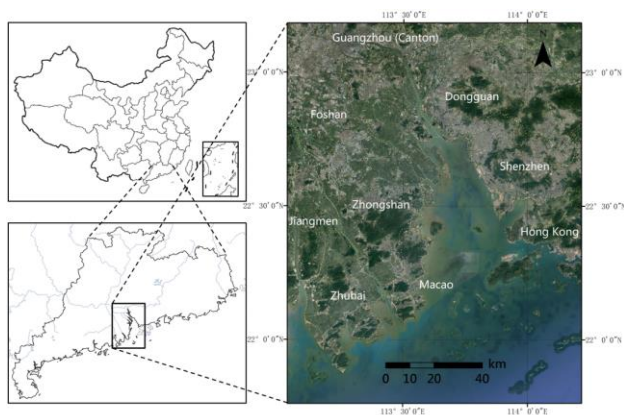 113°30′0″E
114°0′0″E
Guangzhou (Canton)
N
23°0′0″N
23°0′0″N
Dongguan
Foshan
Shenzhen
Zhongshan
22°30′0″N
22°30′0″N
Jiangmen
Hong Kong
Macao
Zhuhai
22°0′0″N
22°0′0″N
km
0 10 20 40
113°30′0″E
114°0′0″E